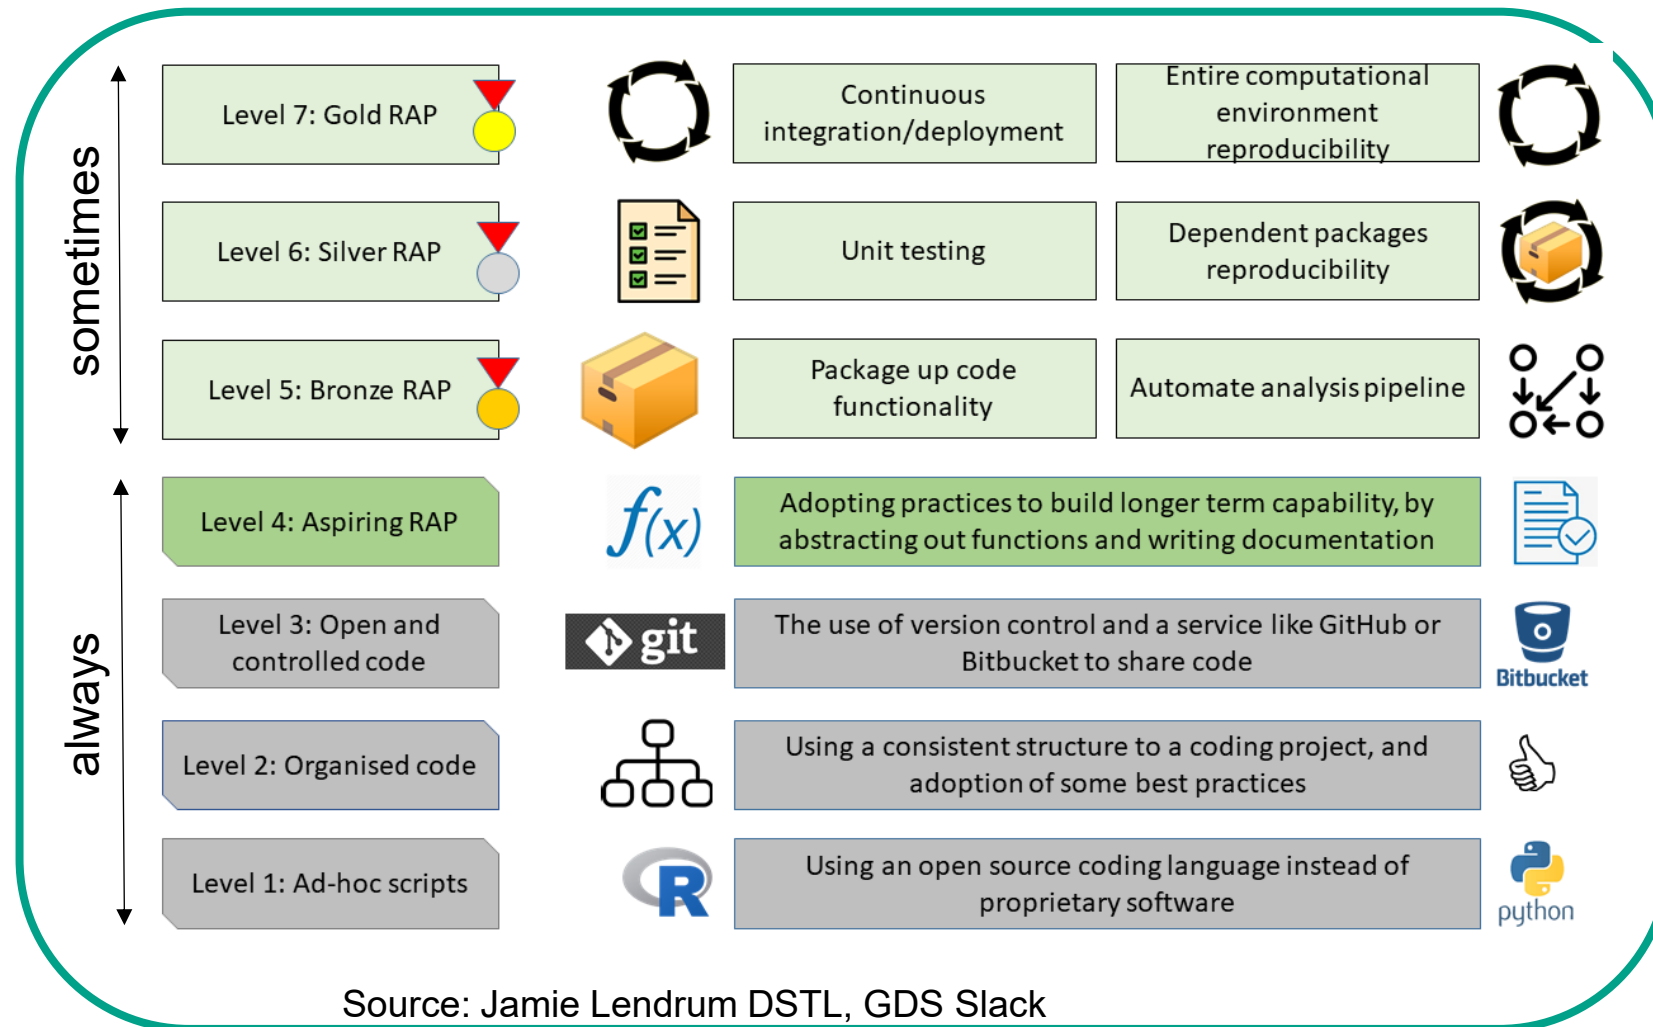 sometimes
Level 7: Gold RAP
Continuous
integration/deployment
Entire computational
environment
reproducibility
Level 6: Silver RAP
Unit testing
Dependent packages
reproducibility
Level 5: Bronze RAP
Package up code
functionality
Automate analysis pipeline
always
Level 4: Aspiring RAP
f(x)
Adopting practices to build longer term capability, by
abstracting out functions and writing documentation
Level 3: Open and
controlled code
git
The use of version control and a service like GitHub or
Bitbucket to share code
Bitbucket
Level 2: Organised code
Using a consistent structure to a coding project, and
adoption of some best practices
Level 1: Ad-hoc scripts
R
Using an open source coding language instead of
proprietary software
python
Source: Jamie Lendrum DSTL, GDS Slack